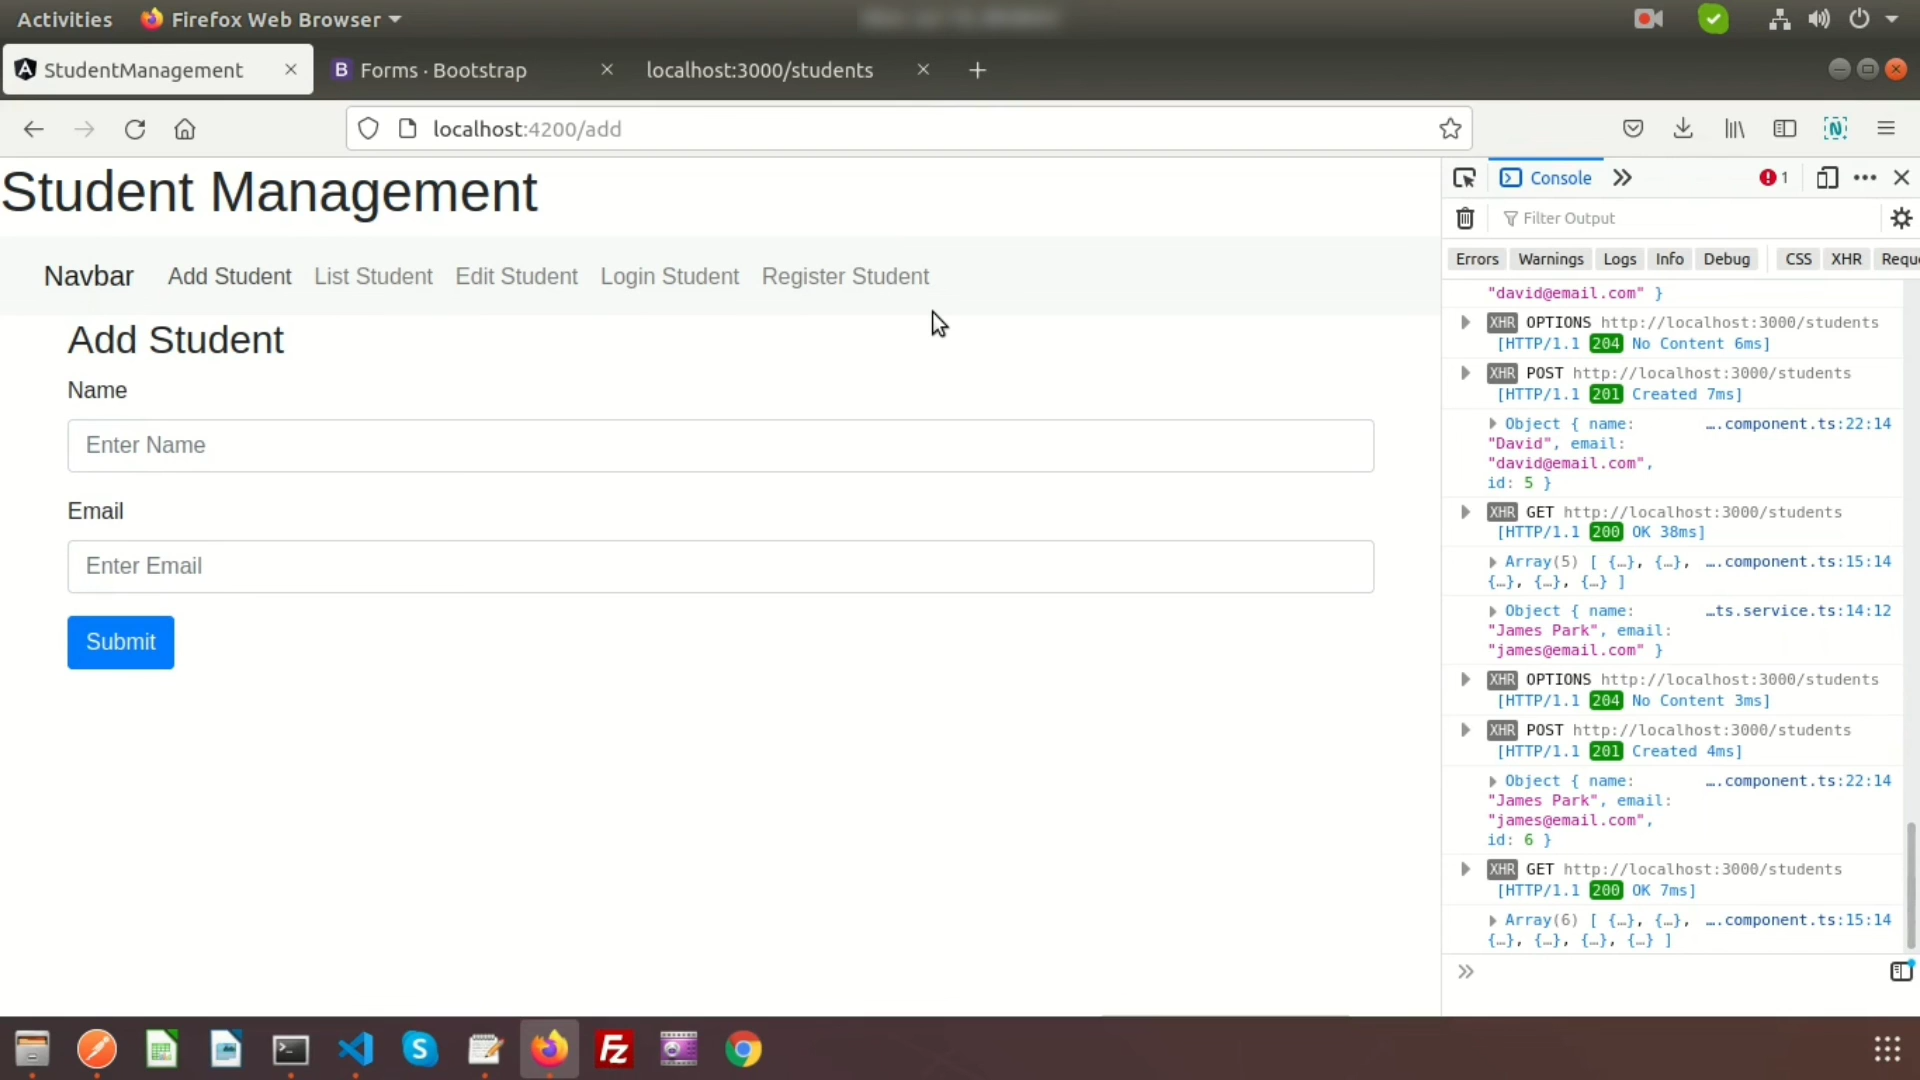 Activities
Firefox Web Browser
StudentManagement
Forms · Bootstrap
localhost:3000/students
localhost:4200/add
Student Management
Navbar Add Student List Student Edit Student Login Student Register Student
Add Student
Name
Enter Name
Email
Enter Email
Submit
Console
1
Filter Output
Errors Warnings Logs Info Debug CSS XHR Reque
"david@email.com" }
XHR OPTIONS http://localhost:3000/students
[HTTP/1.1 204 No Content 6ms]
XHR POST http://localhost:3000/students
[HTTP/1.1 201 Created 7ms]
Object { name: ….component.ts:22:14
"David", email:
"david@email.com",
id: 5 }
XHR GET http://localhost:3000/students
[HTTP/1.1 200 OK 38ms]
Array(5) [ {…}, {…}, ….component.ts:15:14
{…}, {…}, {…} ]
Object { name: …ts.service.ts:14:12
"James Park", email:
"james@email.com" }
XHR OPTIONS http://localhost:3000/students
[HTTP/1.1 204 No Content 3ms]
XHR POST http://localhost:3000/students
[HTTP/1.1 201 Created 4ms]
Object { name: ….component.ts:22:14
"James Park", email:
"james@email.com",
id: 6 }
XHR GET http://localhost:3000/students
[HTTP/1.1 200 OK 7ms]
Array(6) [ {…}, {…}, ….component.ts:15:14
{…}, {…}, {…}, {…} ]